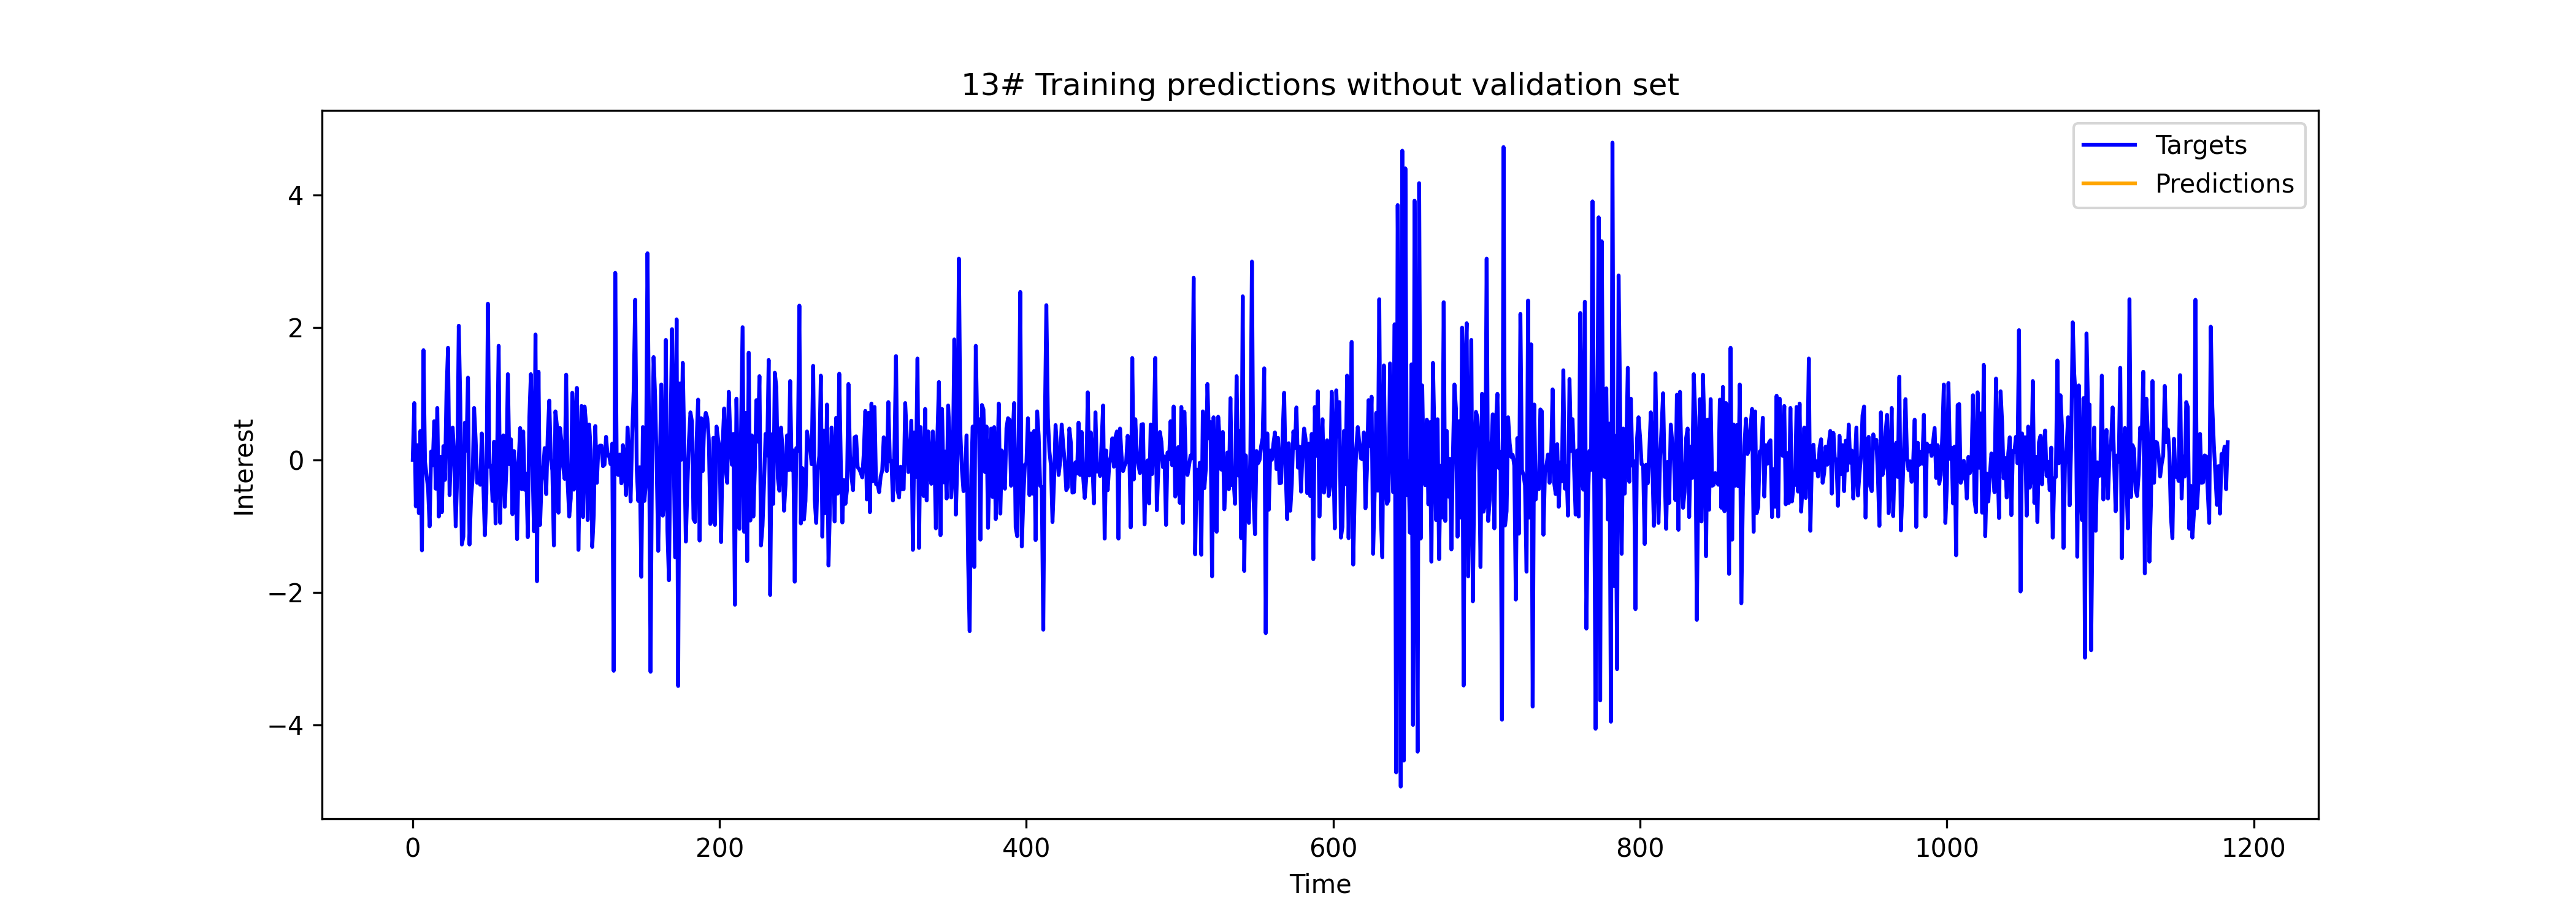 13# Training predictions without validation set
Targets
Predictions
4
2
0
−2
−4
Interest
0
200
400
600
800
1000
1200
Time